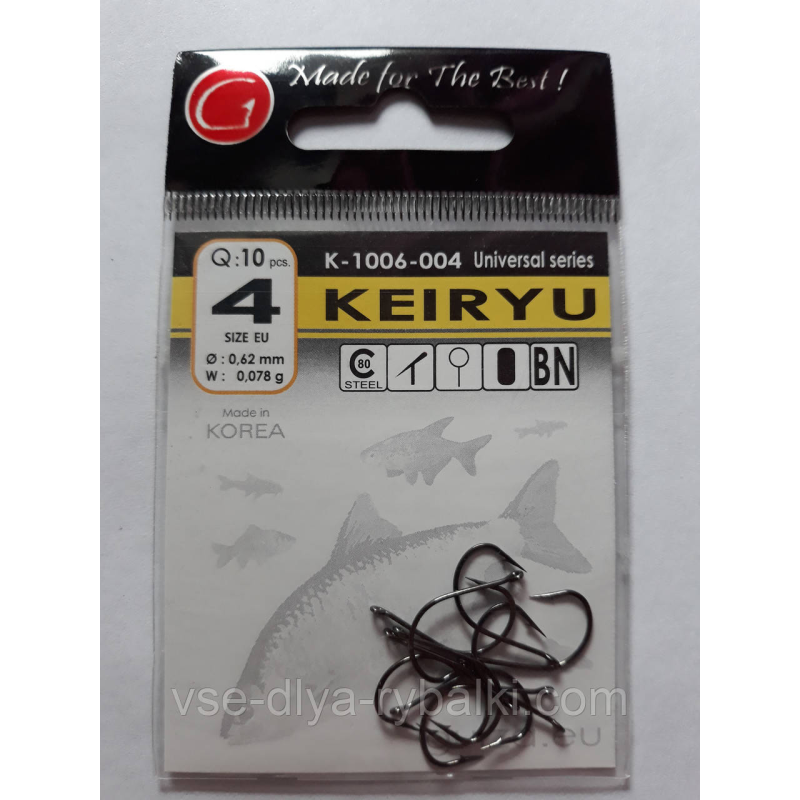 G
Made for The Best!
Q:10 pcs.
4
SIZE EU
Ø: 0,62 mm
W: 0,078 g
K-1006-004 Universal series
KEIRYU
C 80 STEEL
BN
Made in
KOREA
vse-dlya-rybalki.com
.eu